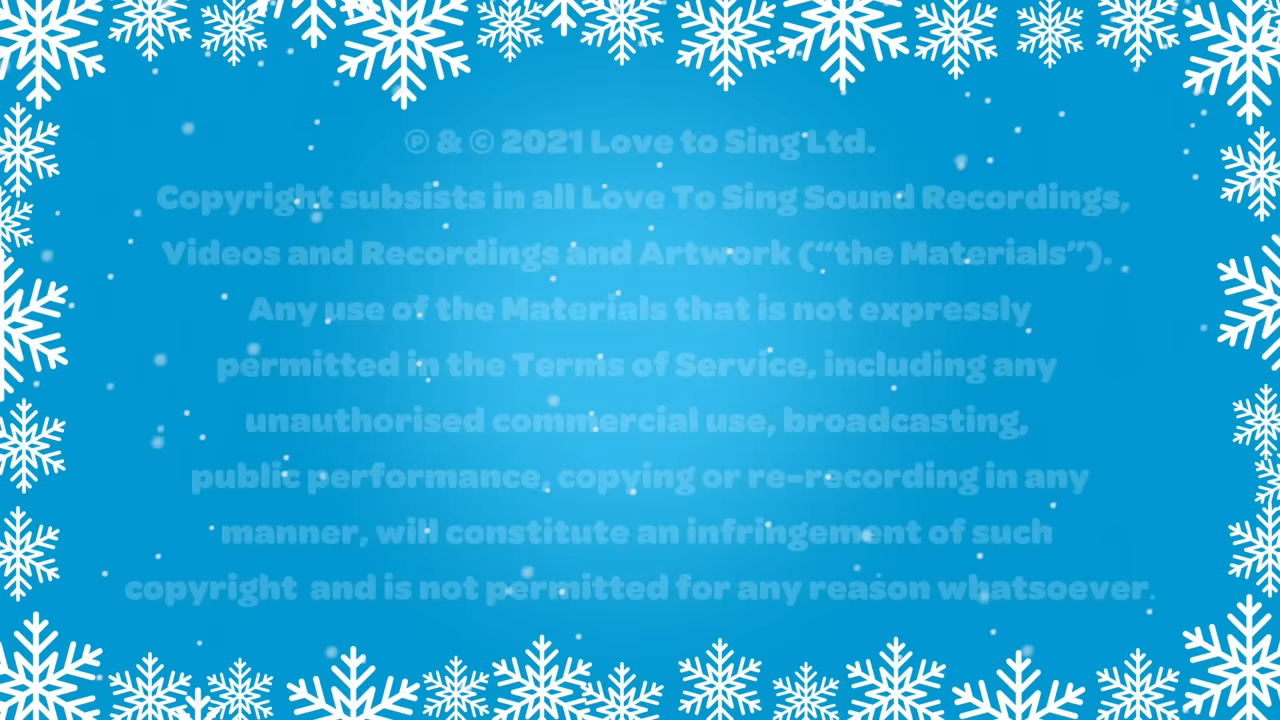 ℗ & © 2021 Love to Sing Ltd.
Copyright subsists in all Love To Sing Sound Recordings,
Videos and Recordings and Artwork (“the Materials”).
Any use of the Materials that is not expressly
permitted in the Terms of Service, including any
unauthorised commercial use, broadcasting,
public performance, copying or re-recording in any
manner, will constitute an infringement of such
copyright  and is not permitted for any reason whatsoever.